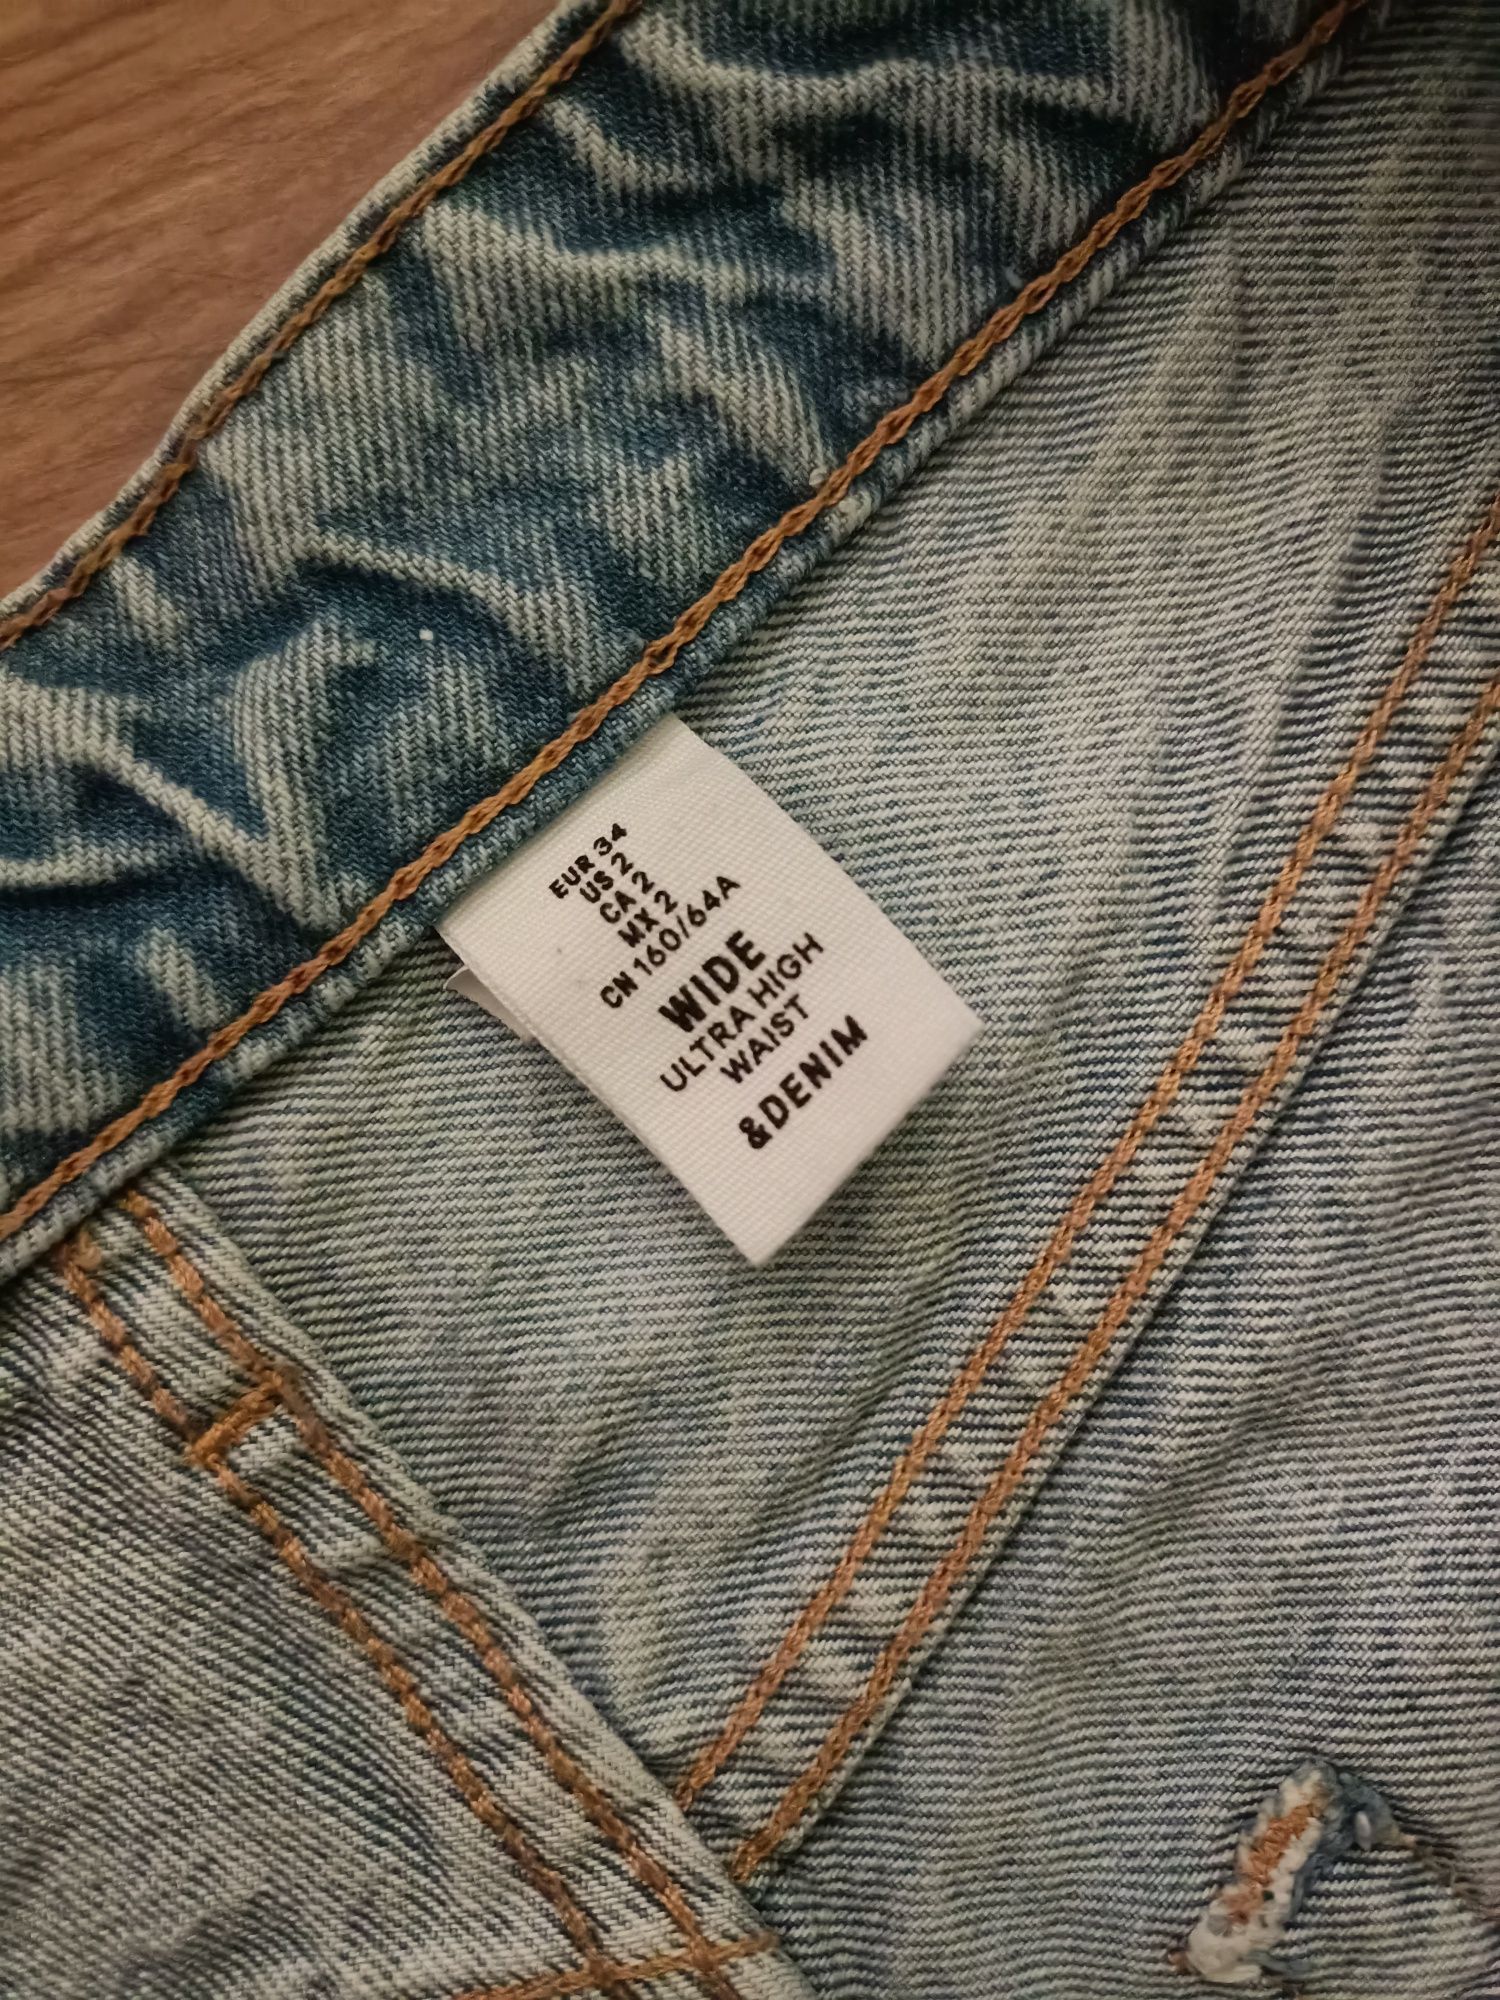 EUR 34
US 2
CA 2
MX 2
CN 160/64A
WIDE
ULTRA HIGH
WAIST
&DENIM